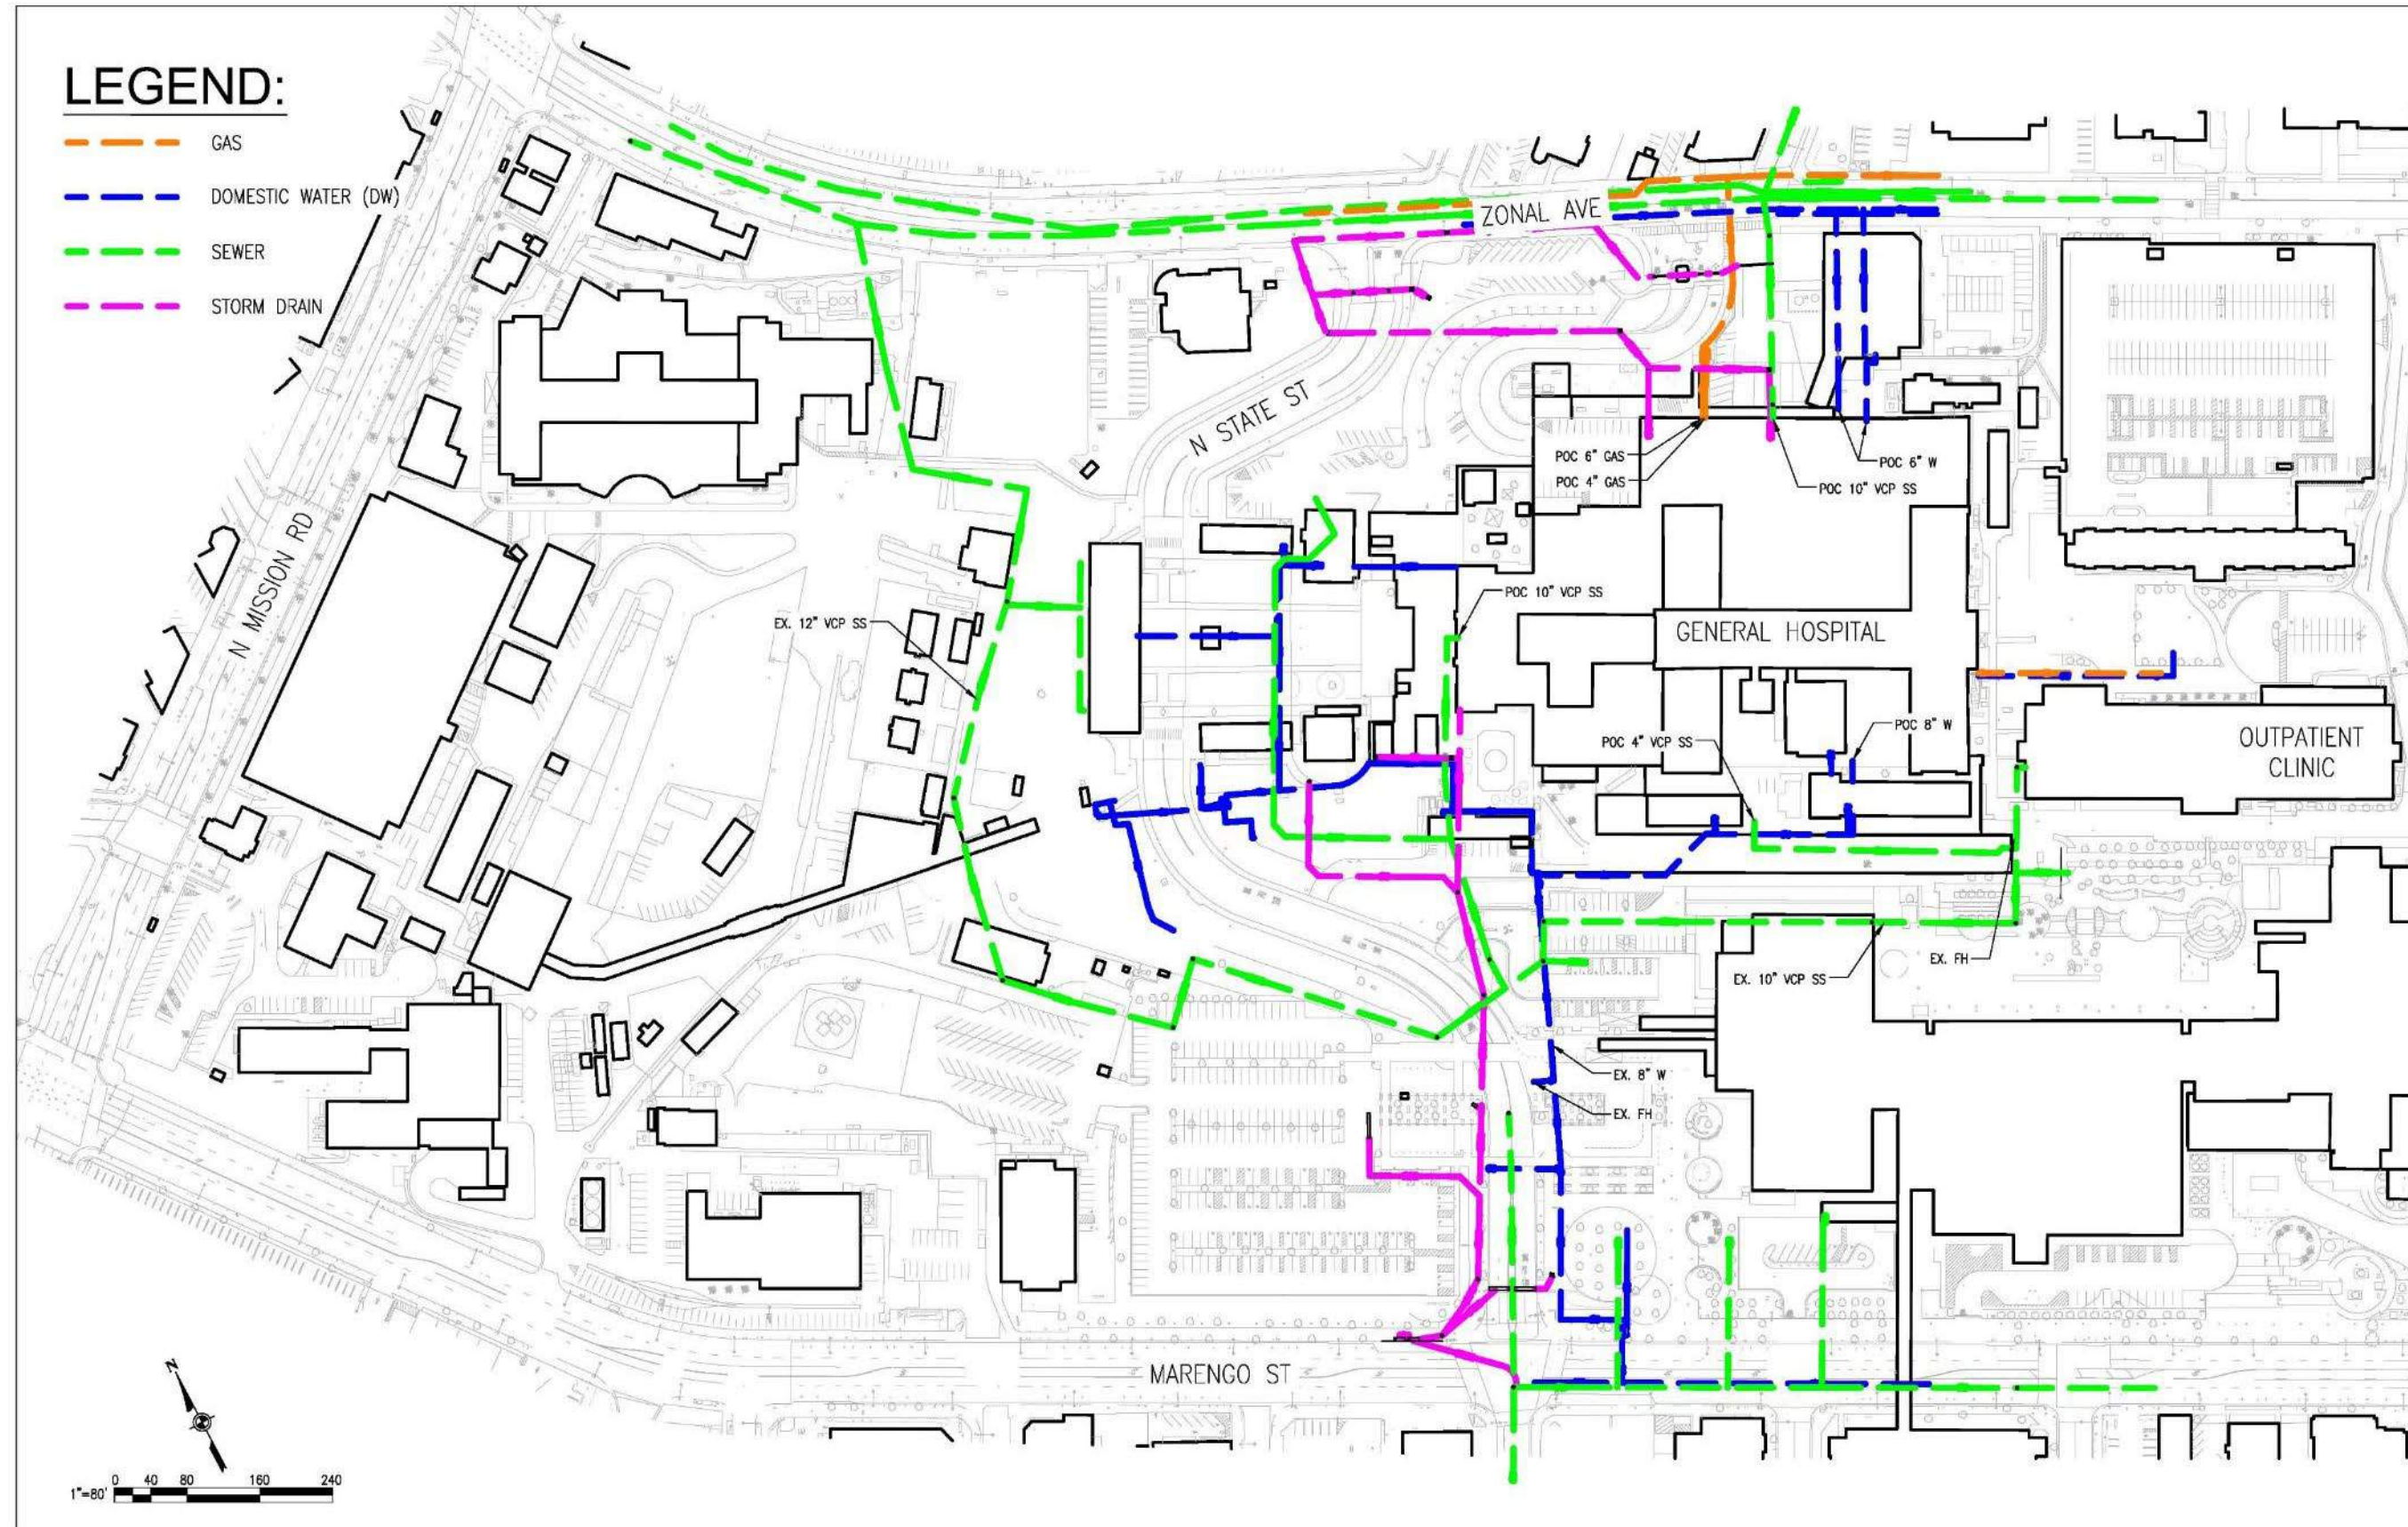 LEGEND:
GAS
DOMESTIC WATER (DW)
SEWER
STORM DRAIN
ZONAL AVE
N STATE ST
N MISSION RD
POC 6" GAS
POC 4" GAS
POC 6" W
POC 10" VCP SS
EX. 12" VCP SS
POC 10" VCP SS
GENERAL HOSPITAL
POC 4" VCP SS
POC 8" W
OUTPATIENT
CLINIC
EX. 10" VCP SS
EX. FH
EX. 8" W
EX. FH
MARENGO ST
N
1"=80'
0 40 80 160 240